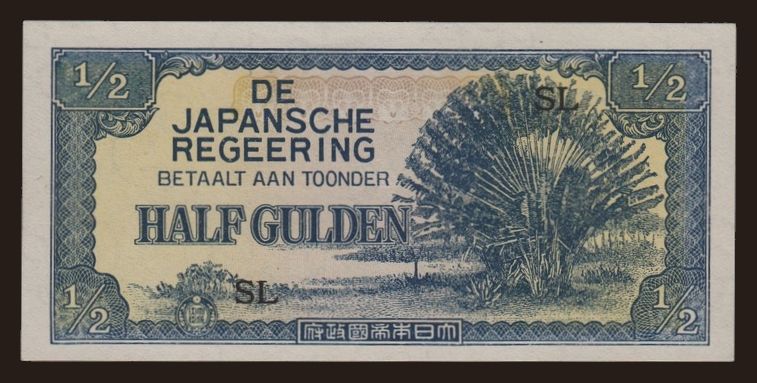 1/2
1/2
DE
JAPANSCHE
REGEERING
BETAALT AAN TOONDER
HALF GULDEN
SL
SL
1/2
1/2
府政國帝本日大